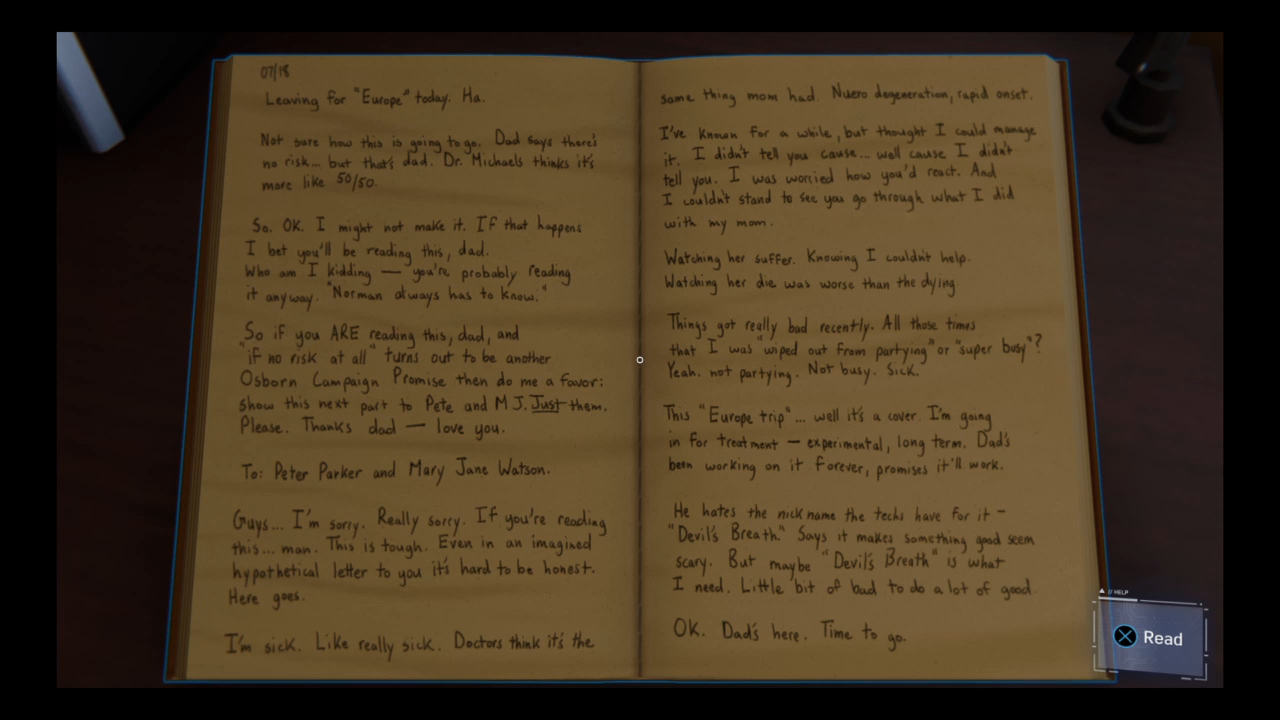 07/18
Leaving for "Europe" today. Ha.
Not sure how this is going to go. Dad says there's
no risk... but that's dad. Dr. Michaels thinks it's
more like 50/50.
So. OK. I might not make it. If that happens
I bet you'll be reading this, dad.
Who am I kidding — you're probably reading
it anyway. "Norman always has to know."
So if you ARE reading this, dad, and
"if no risk at all" turns out to be another
Osborn Campaign Promise then do me a favor:
show this next part to Pete and MJ. Just them.
Please. Thanks dad — love you.
To: Peter Parker and Mary Jane Watson.
Guys... I'm sorry. Really sorry. If you're reading
this... man. This is tough. Even in an imagined
hypothetical letter to you it's hard to be honest.
Here goes.
I'm sick. Like really sick. Doctors think it's the
same thing mom had. Nuero degeneration, rapid onset.
I've known for a while, but thought I could manage
it. I didn't tell you cause... well cause I didn't
tell you. I was worried how you'd react. And
I couldn't stand to see you go through what I did
with my mom.
Watching her suffer. Knowing I couldn't help.
Watching her die was worse than the dying
Things got really bad recently. All those times
that I was "wiped out from partying" or "super busy"?
Yeah. not partying. Not busy. Sick.
This "Europe trip"... well it's a cover. I'm going
in for treatment — experimental, long term. Dad's
been working on it forever, promises it'll work.
He hates the nickname the techs have for it -
"Devil's Breath." Says it makes something good seem
scary. But maybe "Devil's Breath" is what
I need. Little bit of bad to do a lot of good.
OK. Dad's here. Time to go.
// HELP
Read